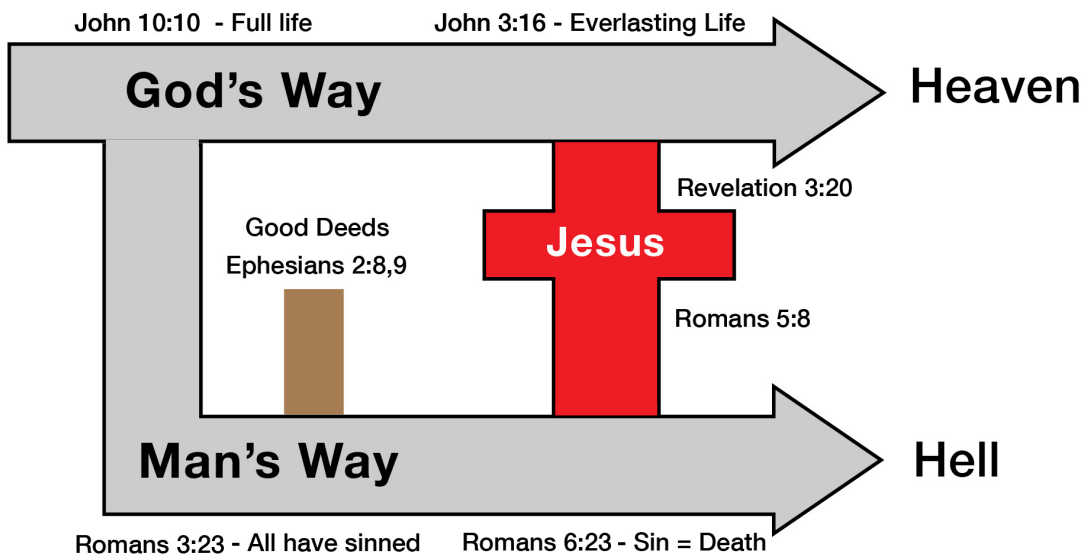 John 10:10 - Full life
John 3:16 - Everlasting Life
God's Way
Heaven
Revelation 3:20
Good Deeds
Ephesians 2:8,9
Jesus
Romans 5:8
Man's Way
Hell
Romans 3:23 - All have sinned
Romans 6:23 - Sin = Death